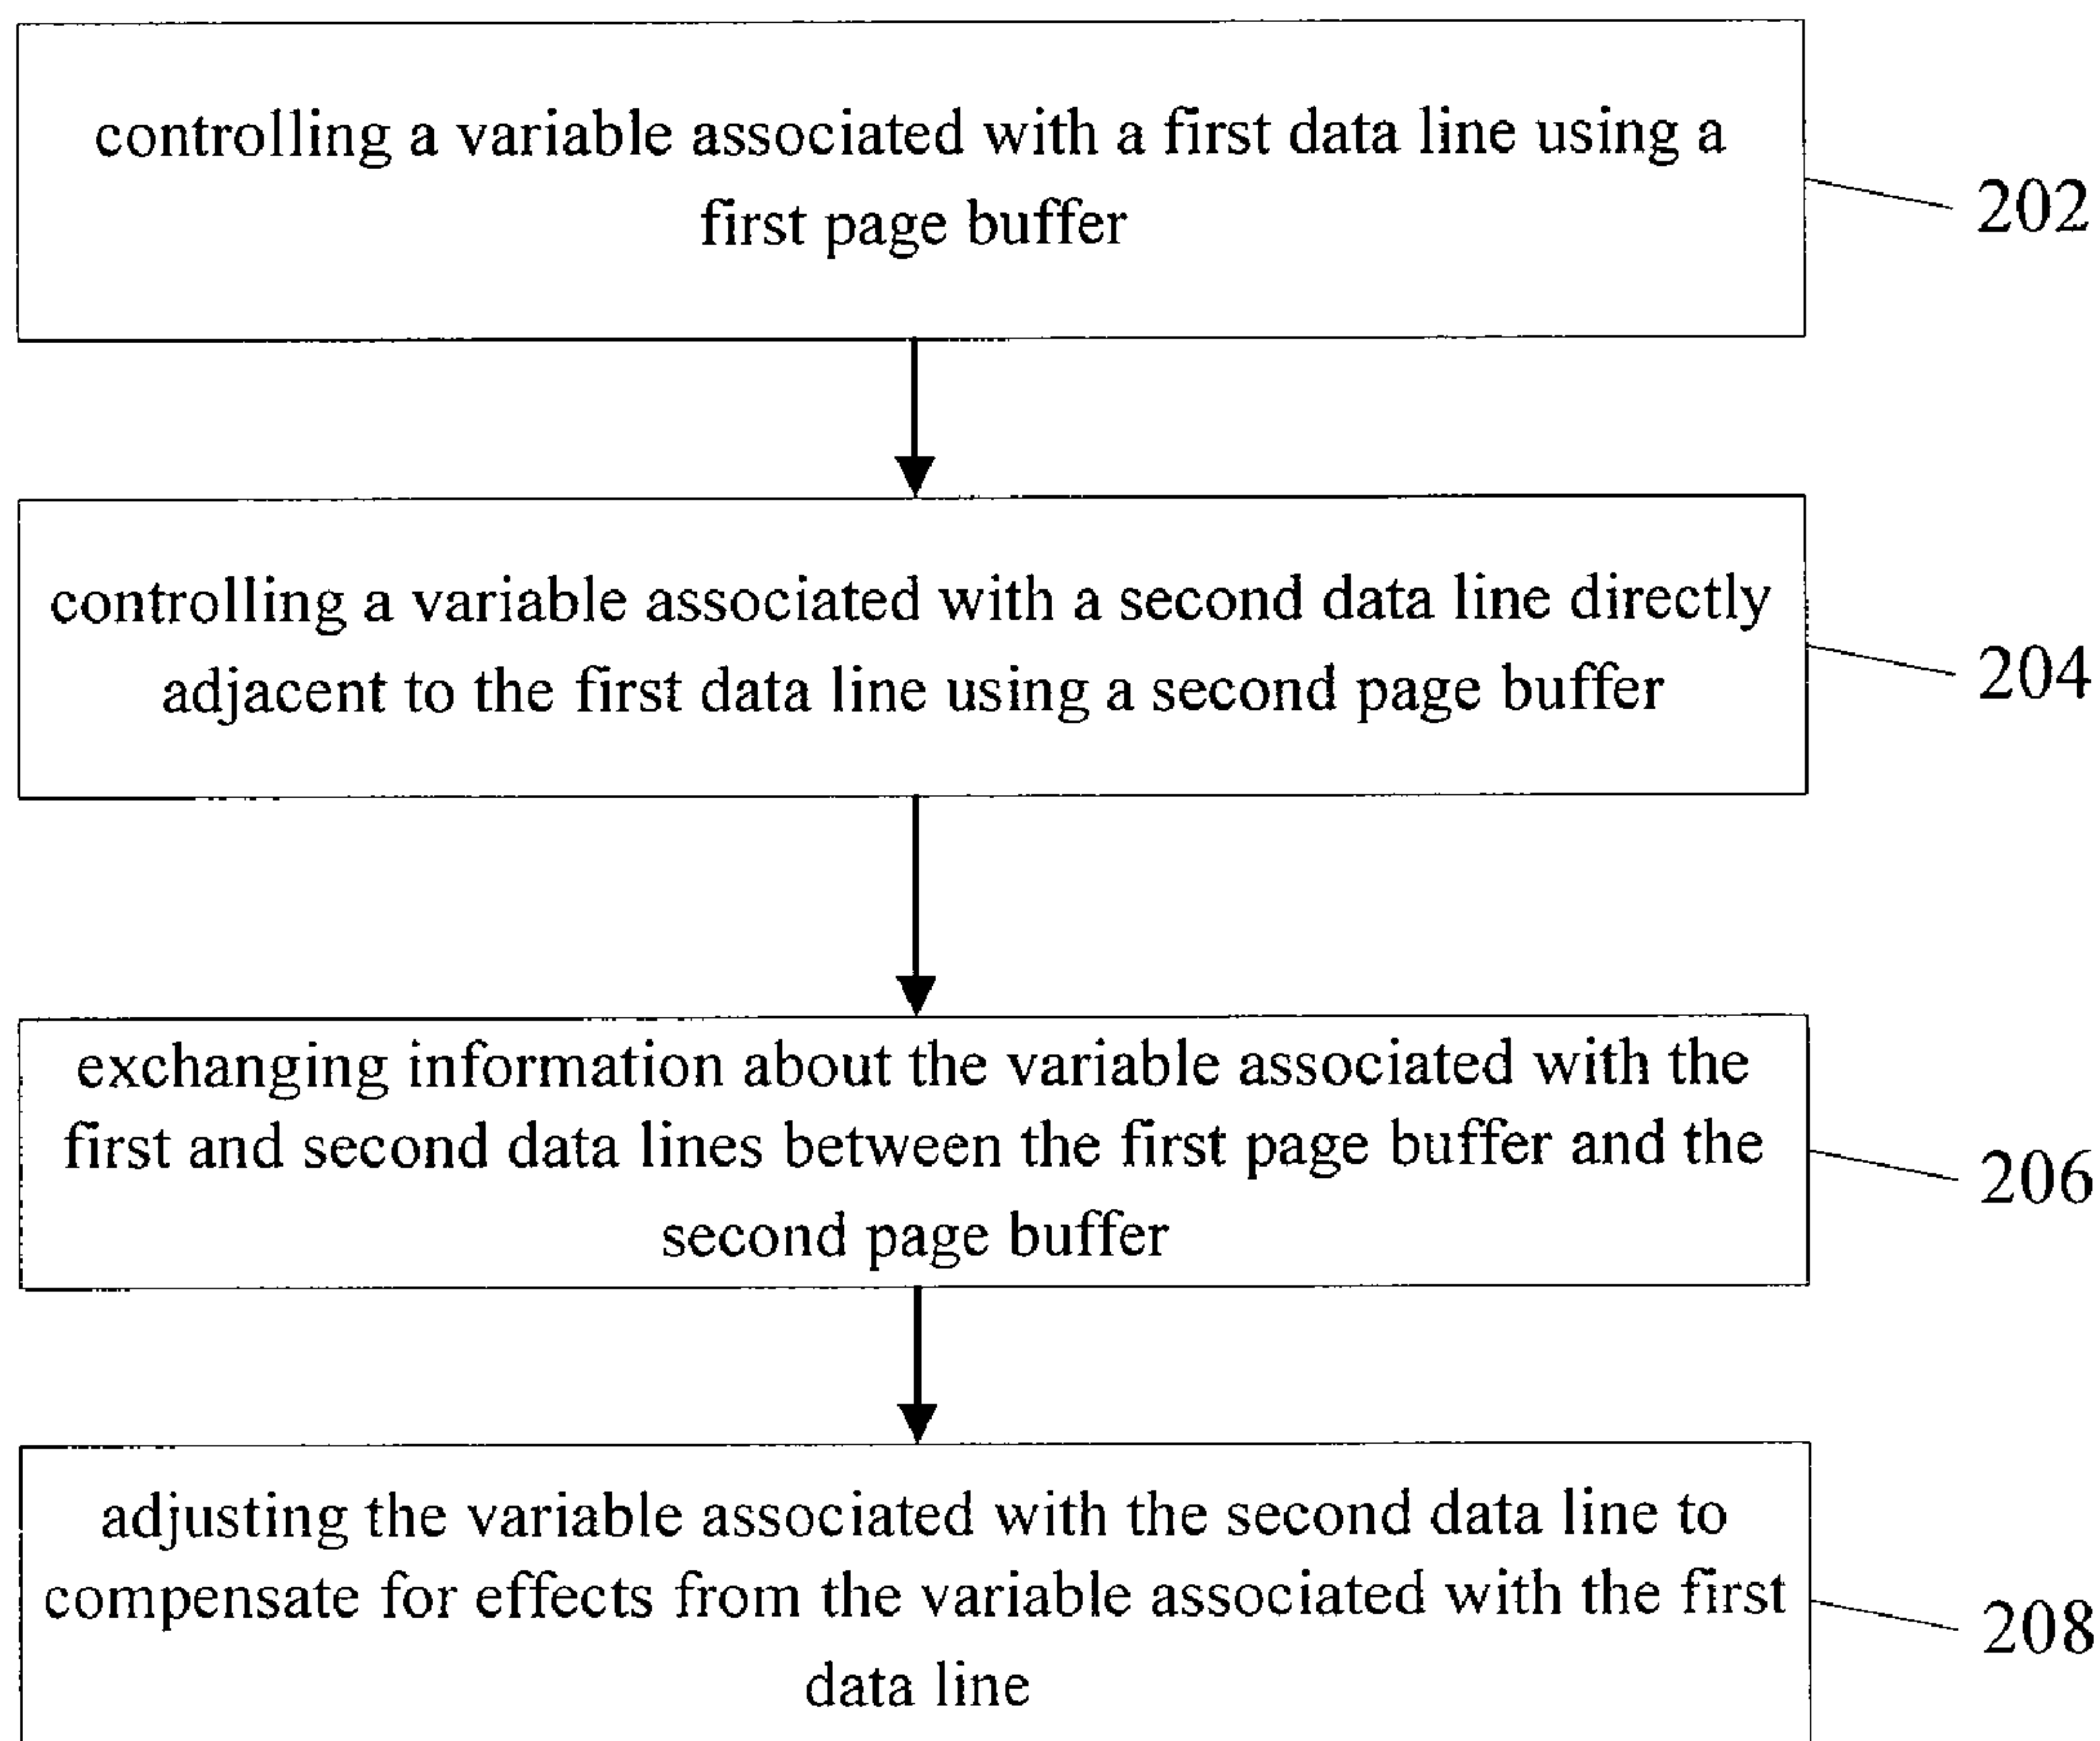 controlling a variable associated with a first data line using a
first page buffer
202
controlling a variable associated with a second data line directly
adjacent to the first data line using a second page buffer
204
exchanging information about the variable associated with the
first and second data lines between the first page buffer and the
second page buffer
206
adjusting the variable associated with the second data line to
compensate for effects from the variable associated with the first
data line
208